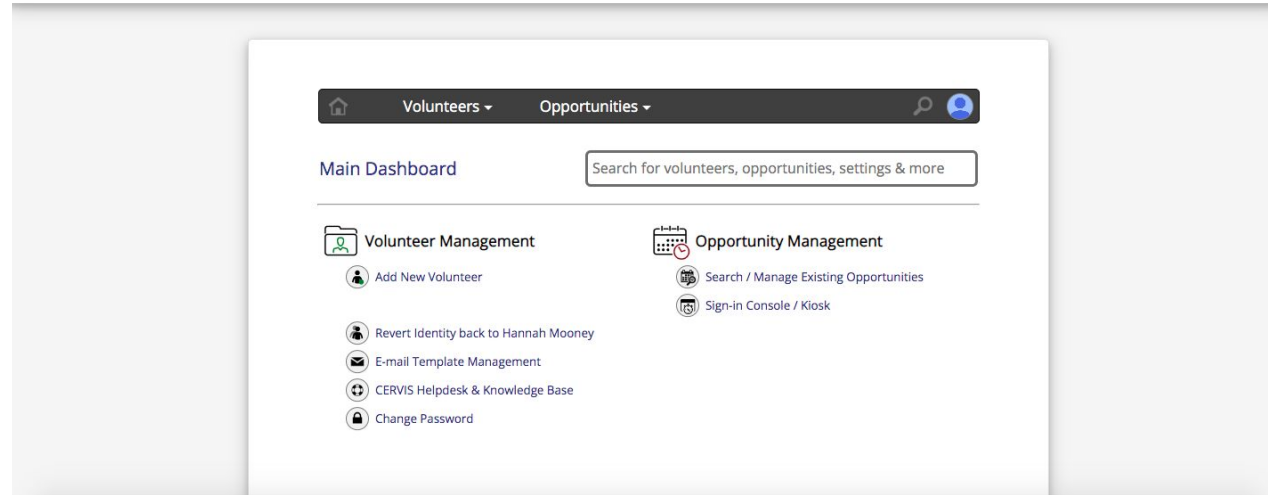 Volunteers Opportunities
Main Dashboard
Search for volunteers, opportunities, settings & more
Volunteer Management
Add New Volunteer
Revert Identity back to Hannah Mooney
E-mail Template Management
CERVIS Helpdesk & Knowledge Base
Change Password
Opportunity Management
Search / Manage Existing Opportunities
Sign-in Console / Kiosk